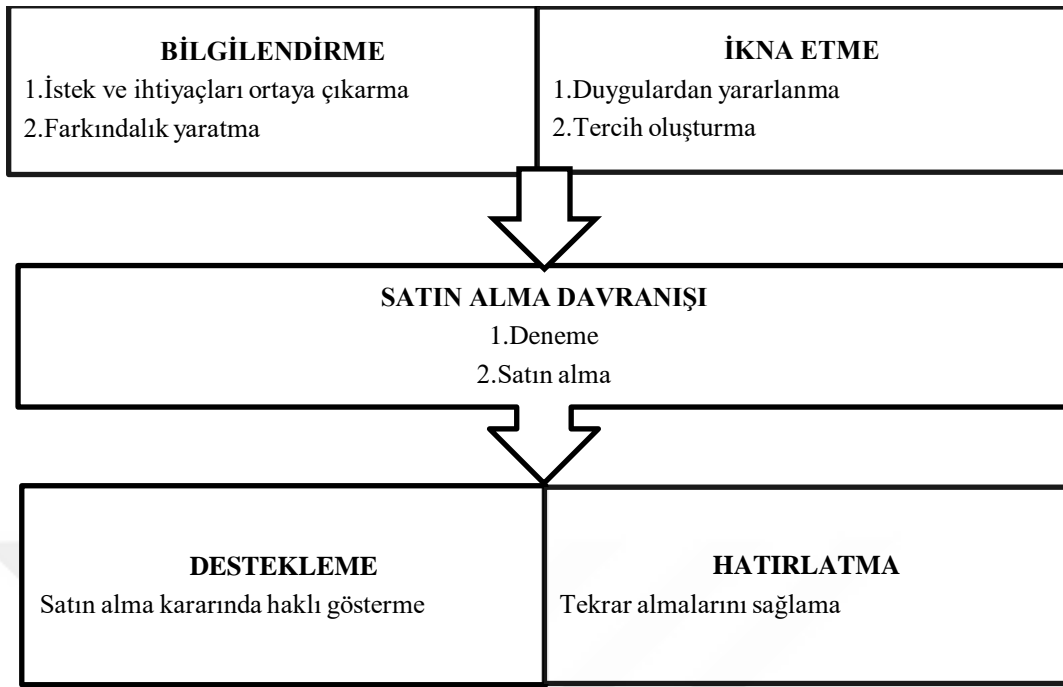 BİLGİLENDİRME
1.İstek ve ihtiyaçları ortaya çıkarma
2.Farkındalık yaratma
İKNA ETME
1.Duygulardan yararlanma
2.Tercih oluşturma
SATIN ALMA DAVRANIŞI
1.Deneme
2.Satın alma
DESTEKLEME
Satın alma kararında haklı gösterme
HATIRLATMA
Tekrar almalarını sağlama